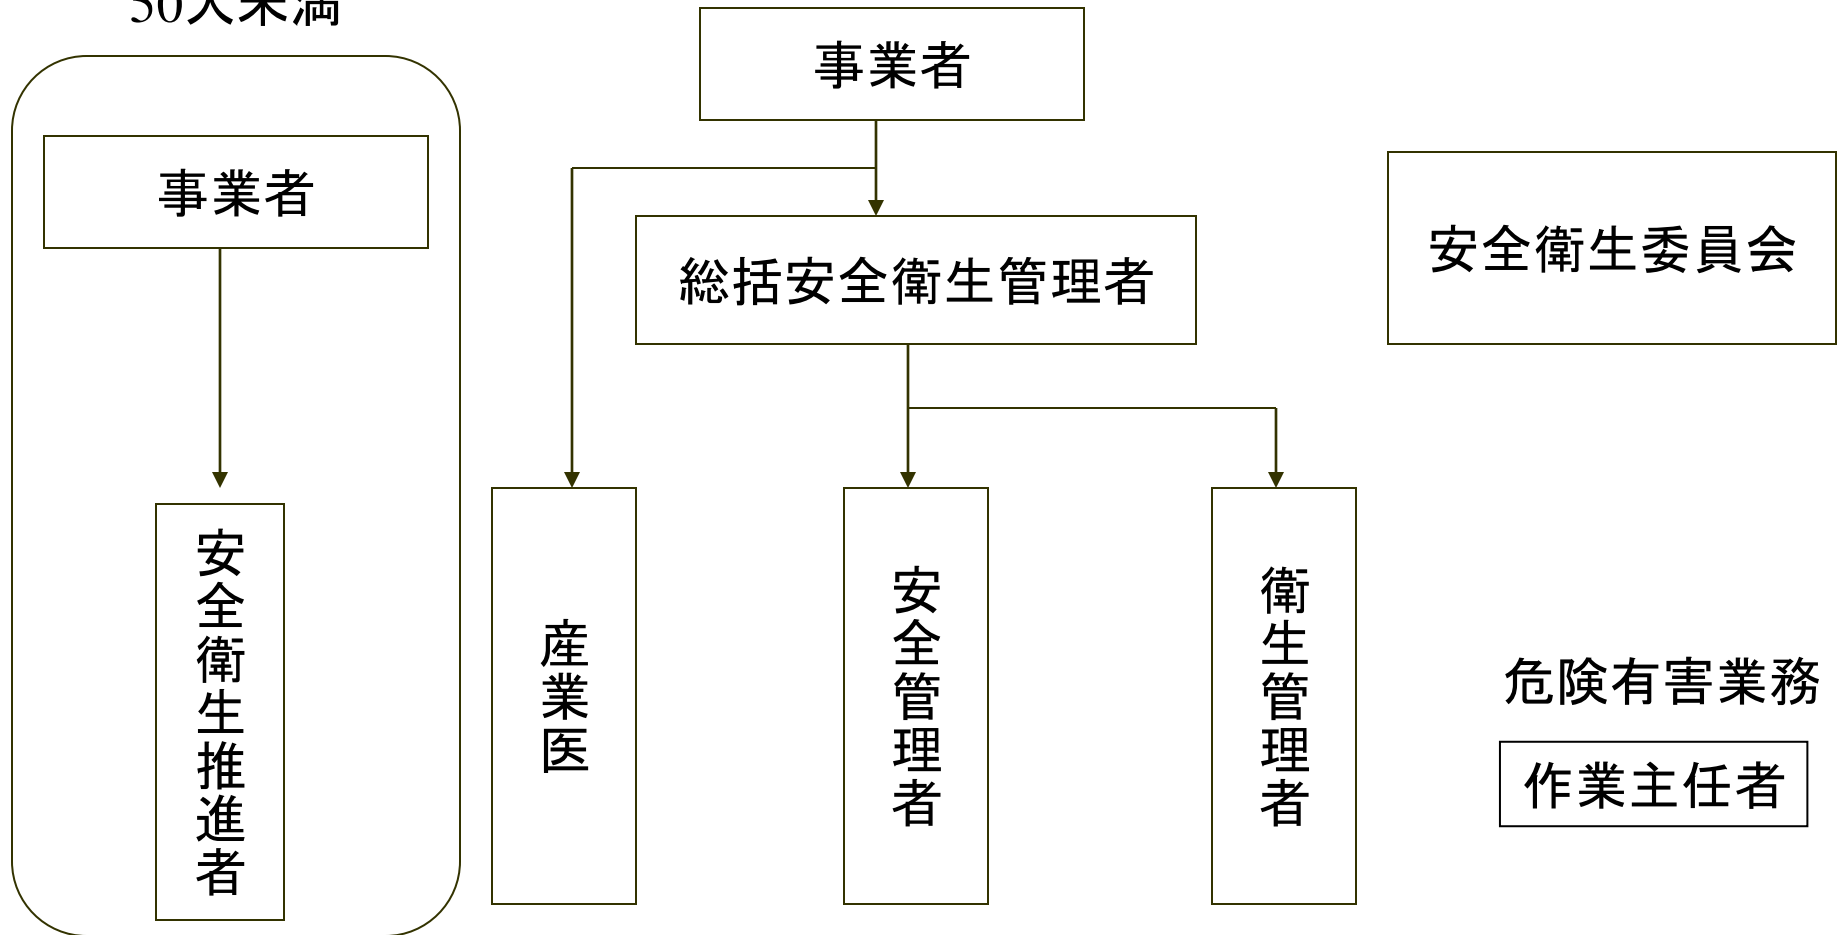 50人未満
事業者
安全衛生推進者
事業者
総括安全衛生管理者
産業医
安全管理者
衛生管理者
安全衛生委員会
危険有害業務
作業主任者